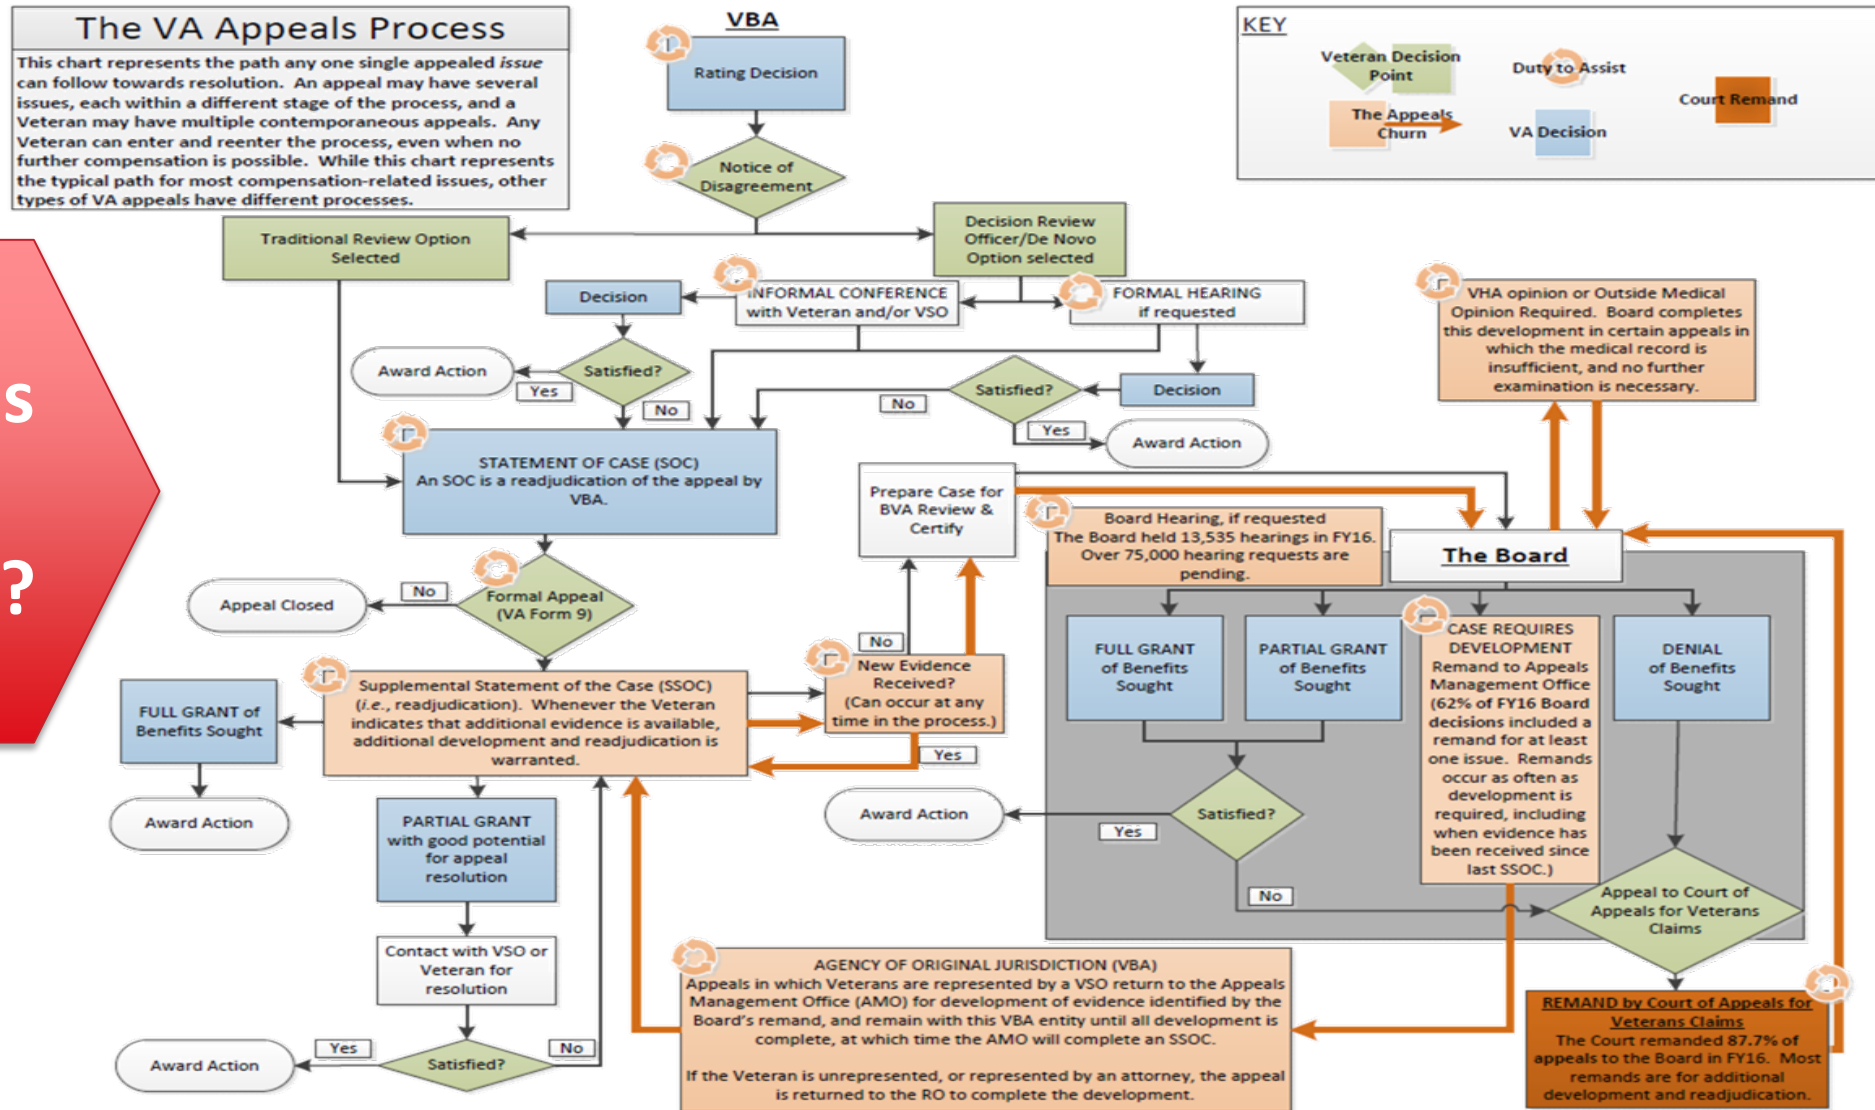 The VA Appeals Process
This chart represents the path any one single appealed issue
can follow towards resolution. An appeal may have several
issues, each within a different stage of the process, and a
Veteran may have multiple contemporaneous appeals. Any
Veteran can enter and reenter the process, even when no
further compensation is possible. While this chart represents
the typical path for most compensation-related issues, other
types of VA appeals have different processes.
VBA
Rating Decision
Notice of
Disagreement
KEY
Veteran Decision
Point
Duty to Assist
Court Remand
The Appeals
Churn
VA Decision
Traditional Review Option
Selected
Decision Review
Officer/De Novo
Option selected
Decision
INFORMAL CONFERENCE
with Veteran and/or VSO
FORMAL HEARING
if requested
Award Action
Yes
Satisfied?
No
No
Satisfied?
Decision
Yes
Award Action
VHA opinion or Outside Medical
Opinion Required. Board completes
this development in certain appeals in
which the medical record is
insufficient, and no further
examination is necessary.
s
?
STATEMENT OF CASE (SOC)
An SOC is a readjudication of the appeal by
VBA.
Prepare Case for
BVA Review &
Certify
Board Hearing, if requested
The Board held 13,535 hearings in FY16.
Over 75,000 hearing requests are
pending.
The Board
Appeal Closed
No
Formal Appeal
(VA Form 9)
No
New Evidence
Received?
(Can occur at any
time in the process.)
Yes
FULL GRANT of
Benefits Sought
Supplemental Statement of the Case (SSOC)
(i.e., readjudication). Whenever the Veteran
indicates that additional evidence is available,
additional development and readjudication is
warranted.
FULL GRANT
of Benefits
Sought
PARTIAL GRANT
of Benefits
Sought
CASE REQUIRES
DEVELOPMENT
Remand to Appeals
Management Office
(62% of FY16 Board
decisions included a
remand for at least
one issue. Remands
occur as often as
development is
required, including
when evidence has
been received since
last SSOC.)
DENIAL
of Benefits
Sought
Award Action
PARTIAL GRANT
with good potential
for appeal
resolution
Award Action
Yes
Satisfied?
No
Appeal to Court of
Appeals for Veterans
Claims
Contact with VSO or
Veteran for
resolution
Award Action
Yes
Satisfied?
No
AGENCY OF ORIGINAL JURISDICTION (VBA)
Appeals in which Veterans are represented by a VSO return to the Appeals
Management Office (AMO) for development of evidence identified by the
Board's remand, and remain with this VBA entity until all development is
complete, at which time the AMO will complete an SSOC.
If the Veteran is unrepresented, or represented by an attorney, the appeal
is returned to the RO to complete the development.
REMAND by Court of Appeals for
Veterans Claims
The Court remanded 87.7% of
appeals to the Board in FY16. Most
remands are for additional
development and readjudication.